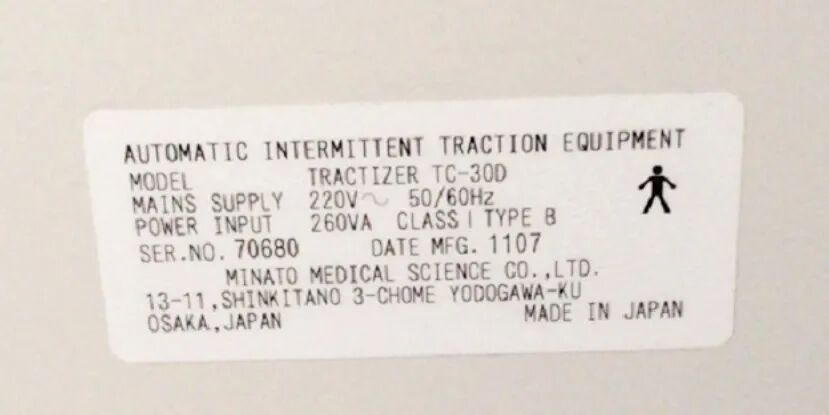 AUTOMATIC INTERMITTENT TRACTION EQUIPMENT
MODEL TRACTIZER TC-30D
MAINS SUPPLY 220V～ 50/60Hz
POWER INPUT 260VA CLASS I TYPE B
SER.NO. 70680 DATE MFG. 1107
MINATO MEDICAL SCIENCE CO.,LTD.
13-11,SHINKITANO 3-CHOME YODOGAWA-KU
OSAKA,JAPAN MADE IN JAPAN